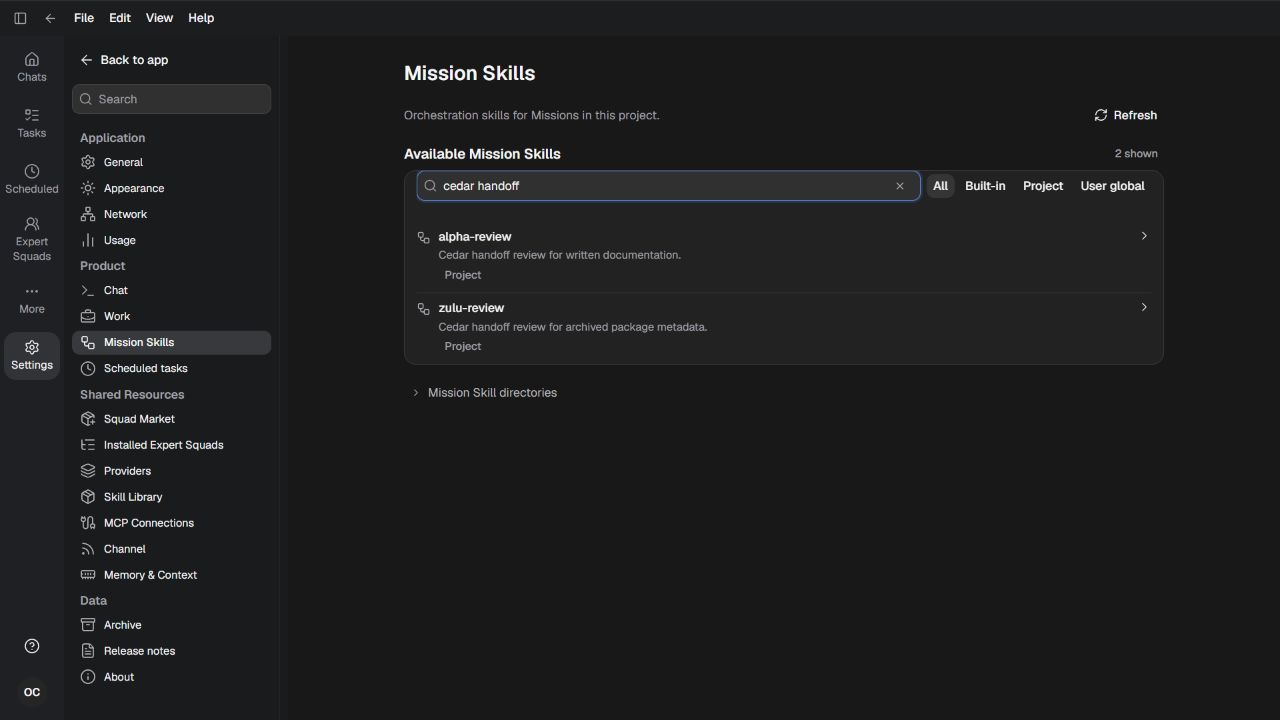 File Edit View Help
Chats
Tasks
Scheduled
Expert
Squads
More
Settings
OC
Back to app
Search
Application
General
Appearance
Network
Usage
Product
Chat
Work
Mission Skills
Scheduled tasks
Shared Resources
Squad Market
Installed Expert Squads
Providers
Skill Library
MCP Connections
Channel
Memory & Context
Data
Archive
Release notes
About
Mission Skills
Orchestration skills for Missions in this project.
Refresh
Available Mission Skills
2 shown
cedar handoff
All Built-in Project User global
alpha-review
Cedar handoff review for written documentation.
Project
zulu-review
Cedar handoff review for archived package metadata.
Project
Mission Skill directories